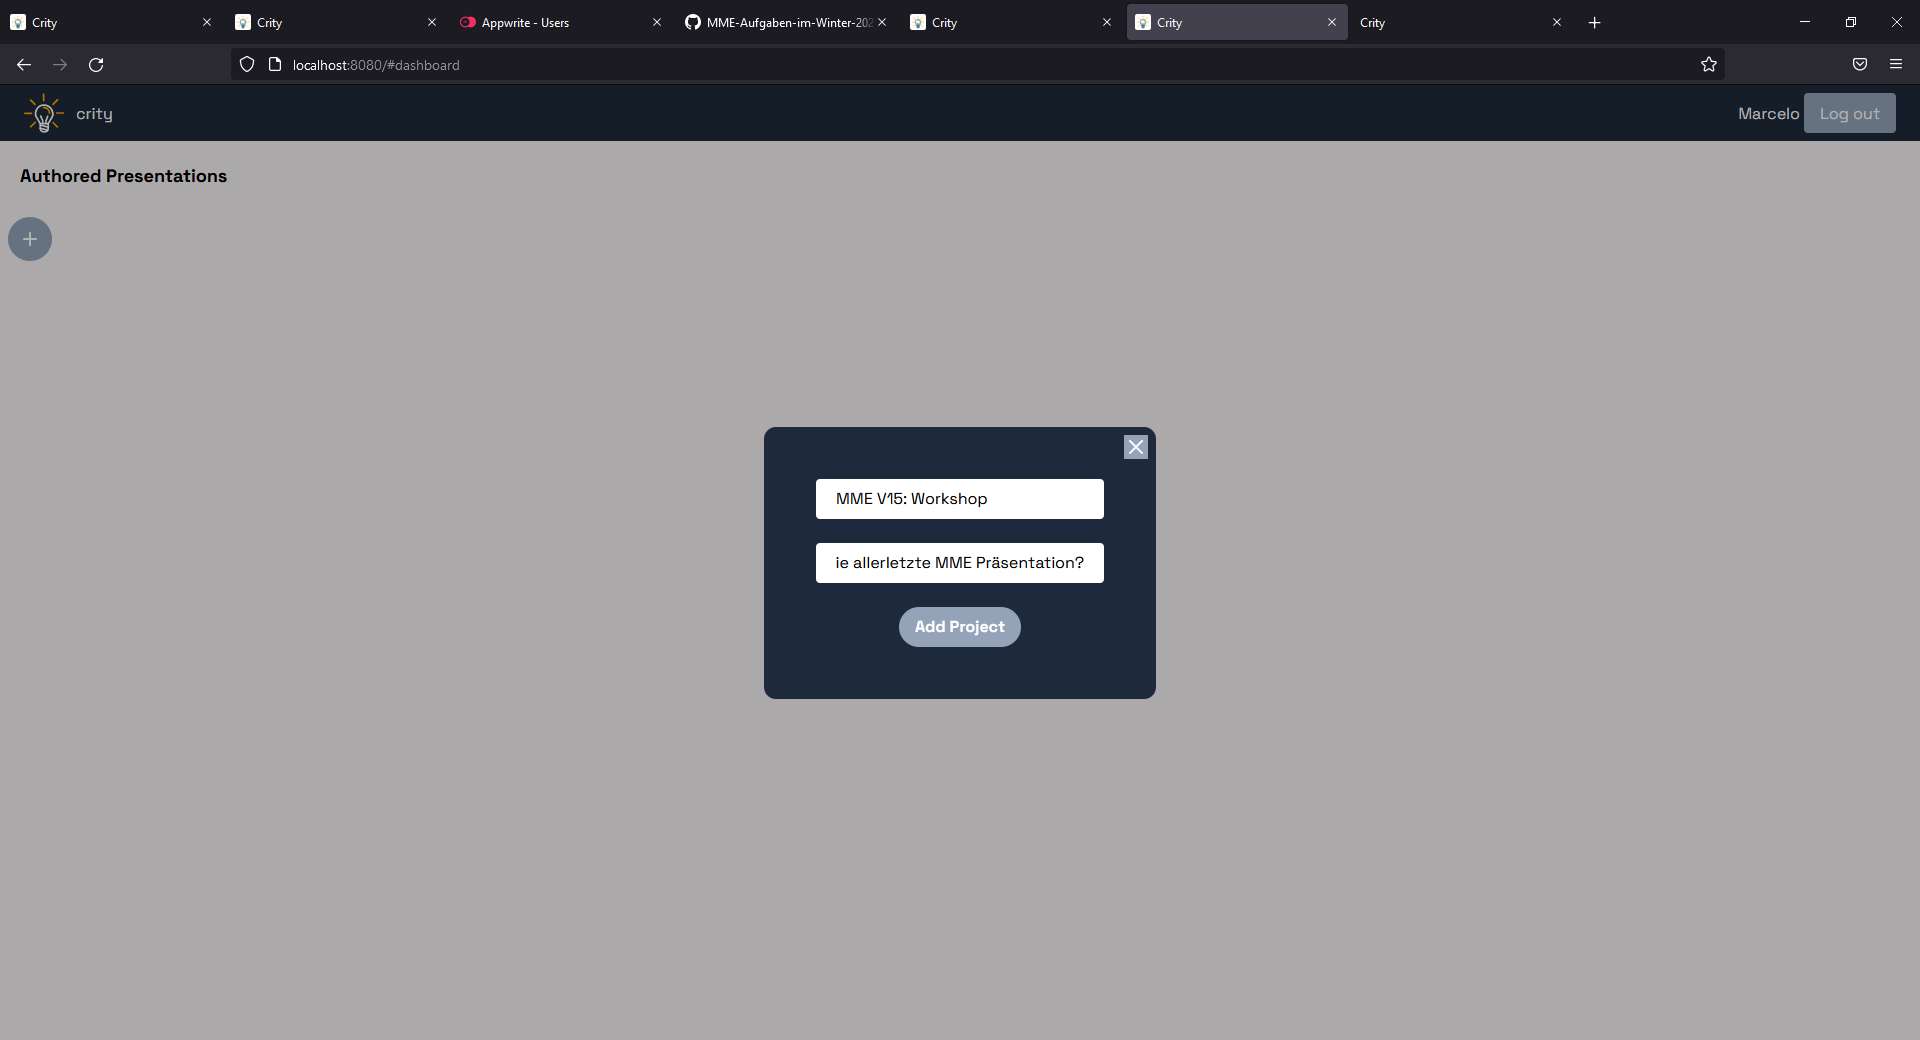 Crity
Crity
Appwrite - Users
MME-Aufgaben-im-Winter-202
Crity
Crity
Crity
localhost:8080/#dashboard
crity
Marcelo
Log out
Authored Presentations
MME V15: Workshop
ie allerletzte MME Präsentation?
Add Project